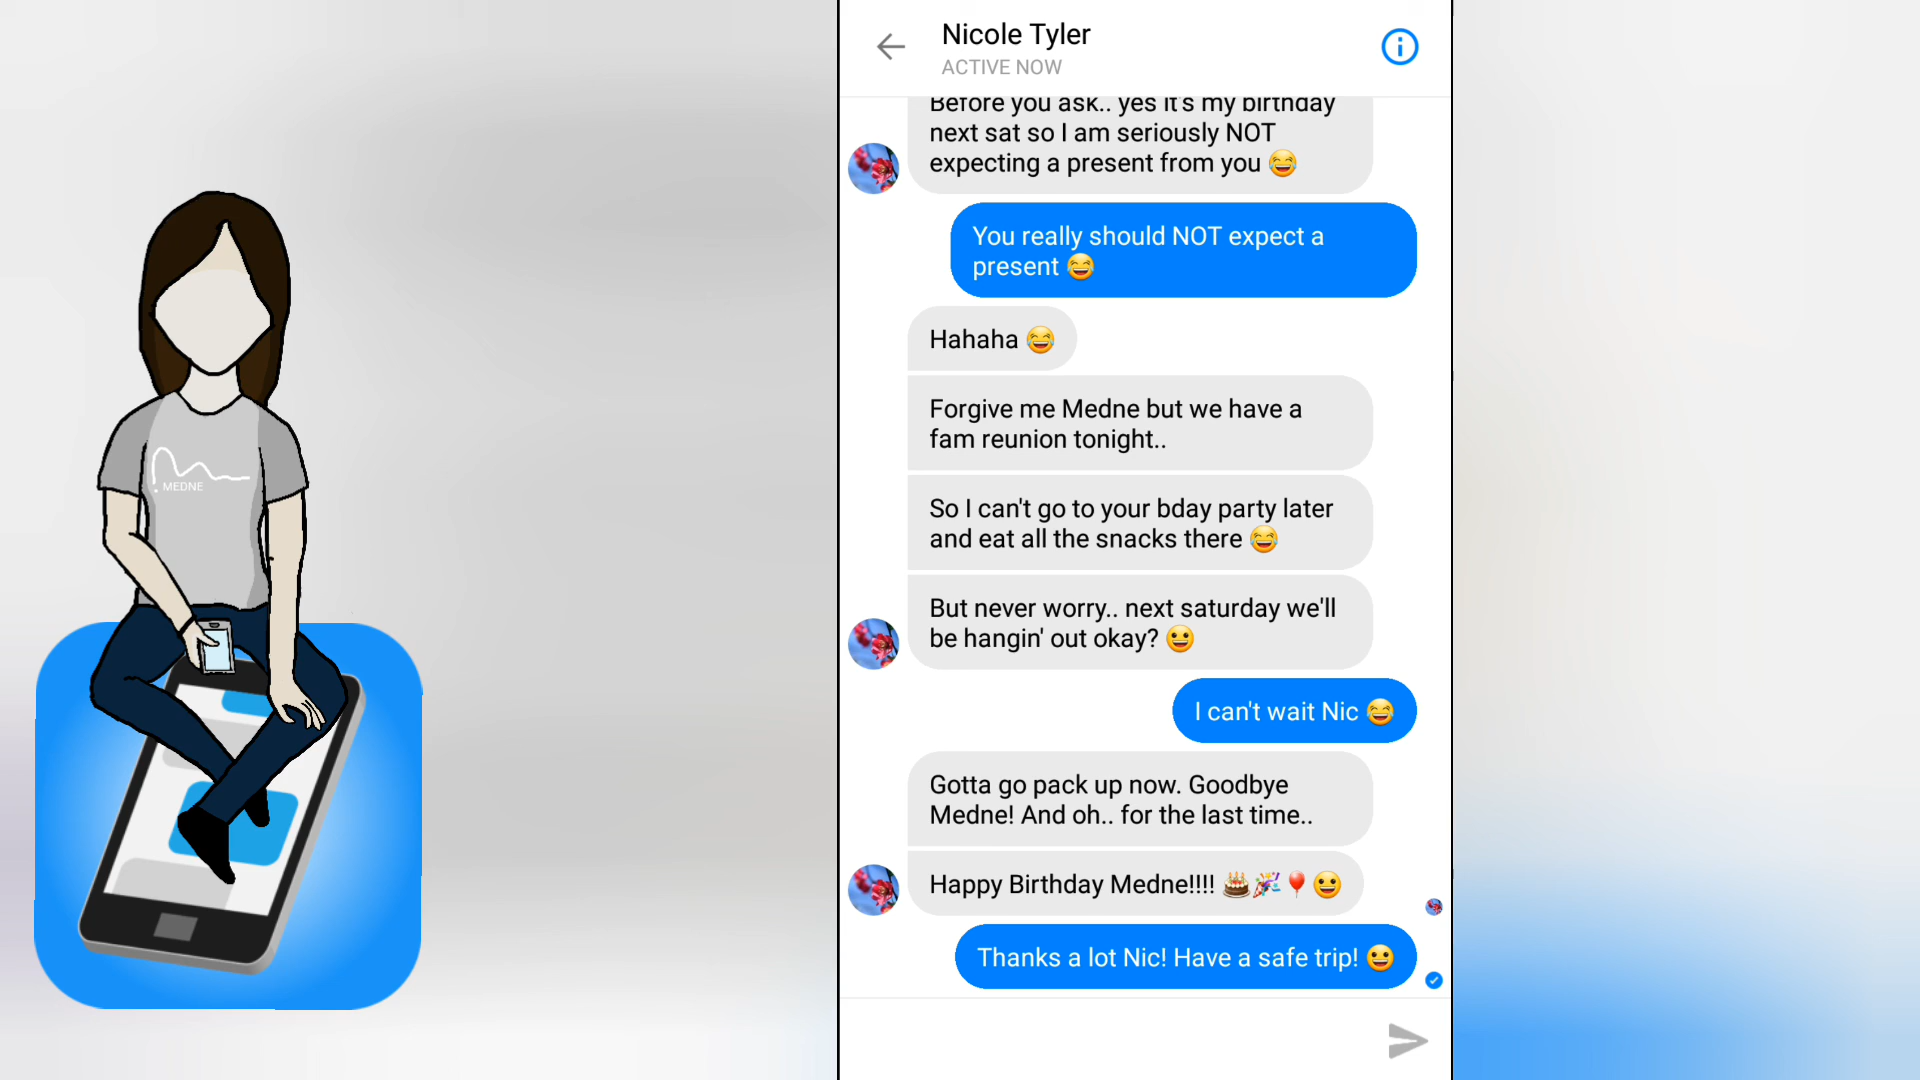 Nicole Tyler
ACTIVE NOW
Before you ask.. yes it's my birthday
next sat so I am seriously NOT
expecting a present from you 😂
You really should NOT expect a
present 😂
Hahaha 😂
Forgive me Medne but we have a
fam reunion tonight..
So I can't go to your bday party later
and eat all the snacks there 😂
But never worry.. next saturday we'll
be hangin' out okay? 😀
I can't wait Nic 😂
Gotta go pack up now. Goodbye
Medne! And oh.. for the last time..
Happy Birthday Medne!!!! 🎂🎉🎈😀
Thanks a lot Nic! Have a safe trip! 😀
MEDNE